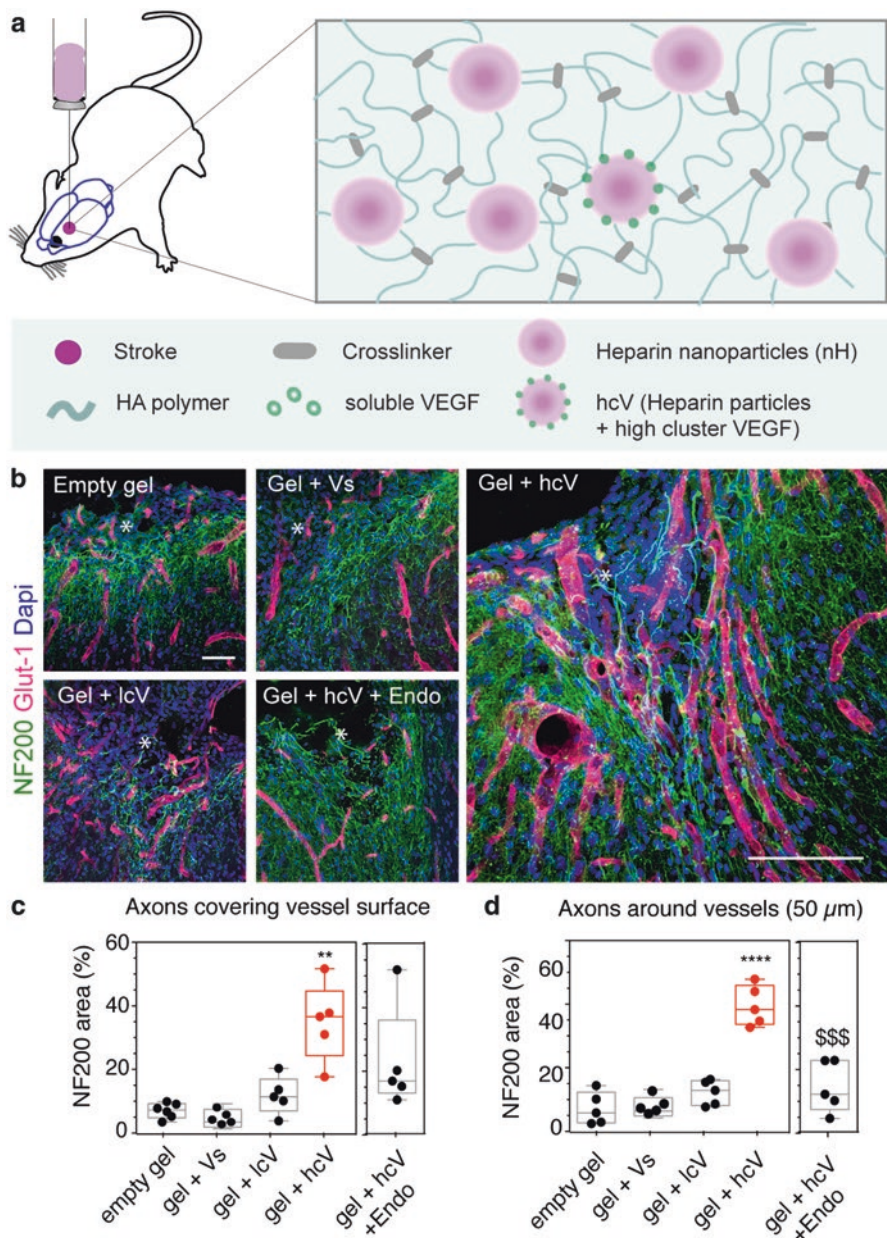 a
Stroke
Crosslinker
Heparin nanoparticles (nH)
HA polymer
soluble VEGF
hcV (Heparin particles
+ high cluster VEGF)
b
Empty gel
Gel + Vs
Gel + hcV
Gel + lcV
Gel + hcV + Endo
*
*
*
*
*
NF200 Glut-1 Dapi
c
Axons covering vessel surface
NF200 area (%)
60
40
20
0
**
empty gel
gel + Vs
gel + lcV
gel + hcV
gel + hcV
+Endo
d
Axons around vessels (50 µm)
NF200 area (%)
60
40
20
0
****
$$$
empty gel
gel + Vs
gel + lcV
gel + hcV
gel + hcV
+Endo